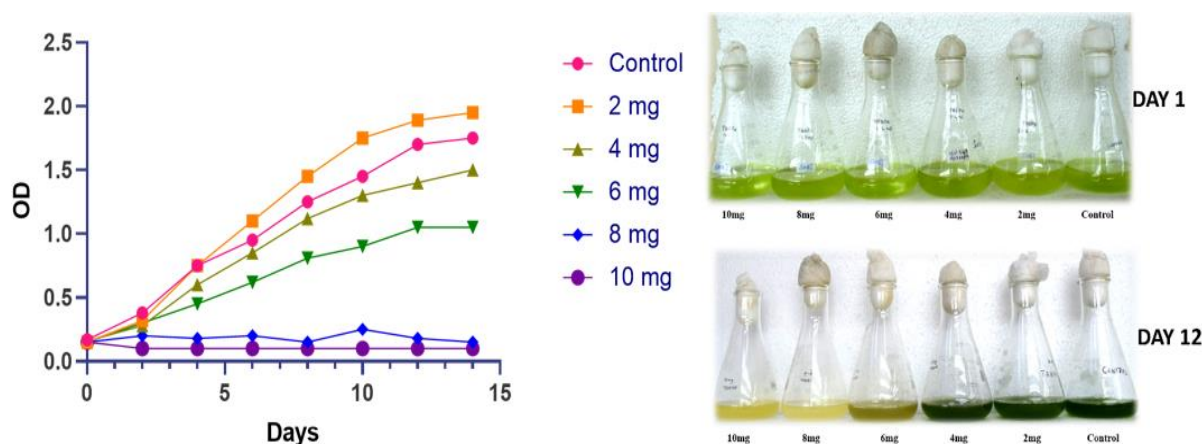 2.5
2.0
1.5
1.0
0.5
0.0
OD
0
5
10
15
Days
Control
2 mg
4 mg
6 mg
8 mg
10 mg
DAY 1
10mg 8mg 6mg 4mg 2mg Control
DAY 12
10mg 8mg 6mg 4mg 2mg Control